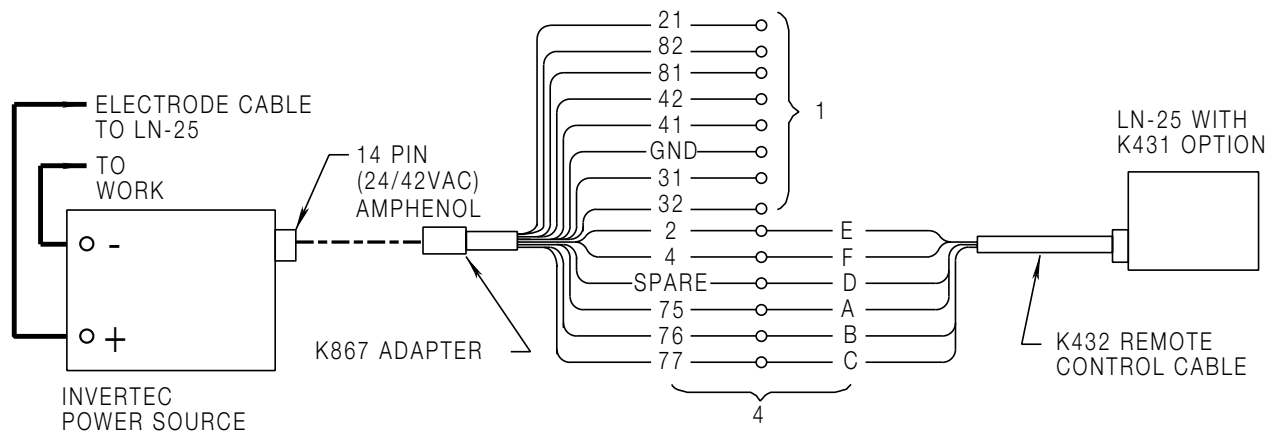 ELECTRODE CABLE
TO LN-25
TO
WORK
-
+
INVERTEC
POWER SOURCE
14 PIN
(24/42VAC)
AMPHENOL
K867 ADAPTER
21
82
81
42
41
GND
31
32
1
2 E
4 F
SPARE D
75 A
76 B
77 C
4
LN-25 WITH
K431 OPTION
K432 REMOTE
CONTROL CABLE